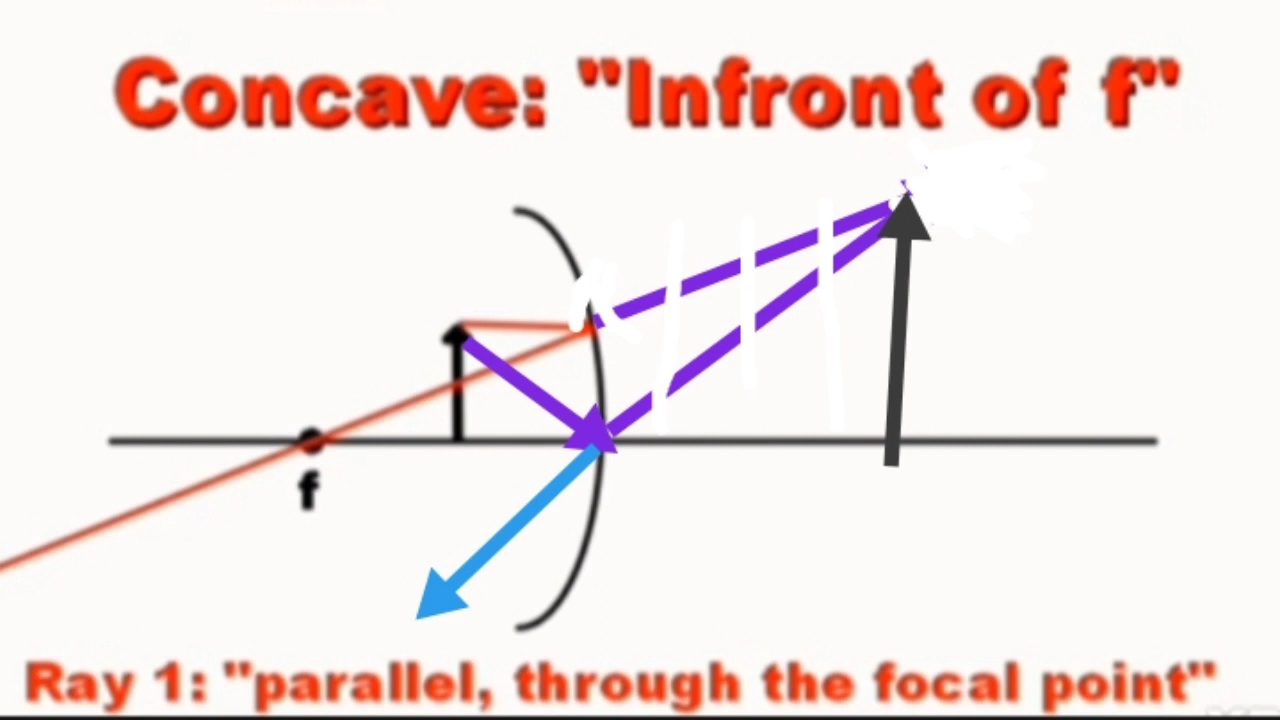 Concave: "Infront of f"
f
Ray 1: "parallel, through the focal point"